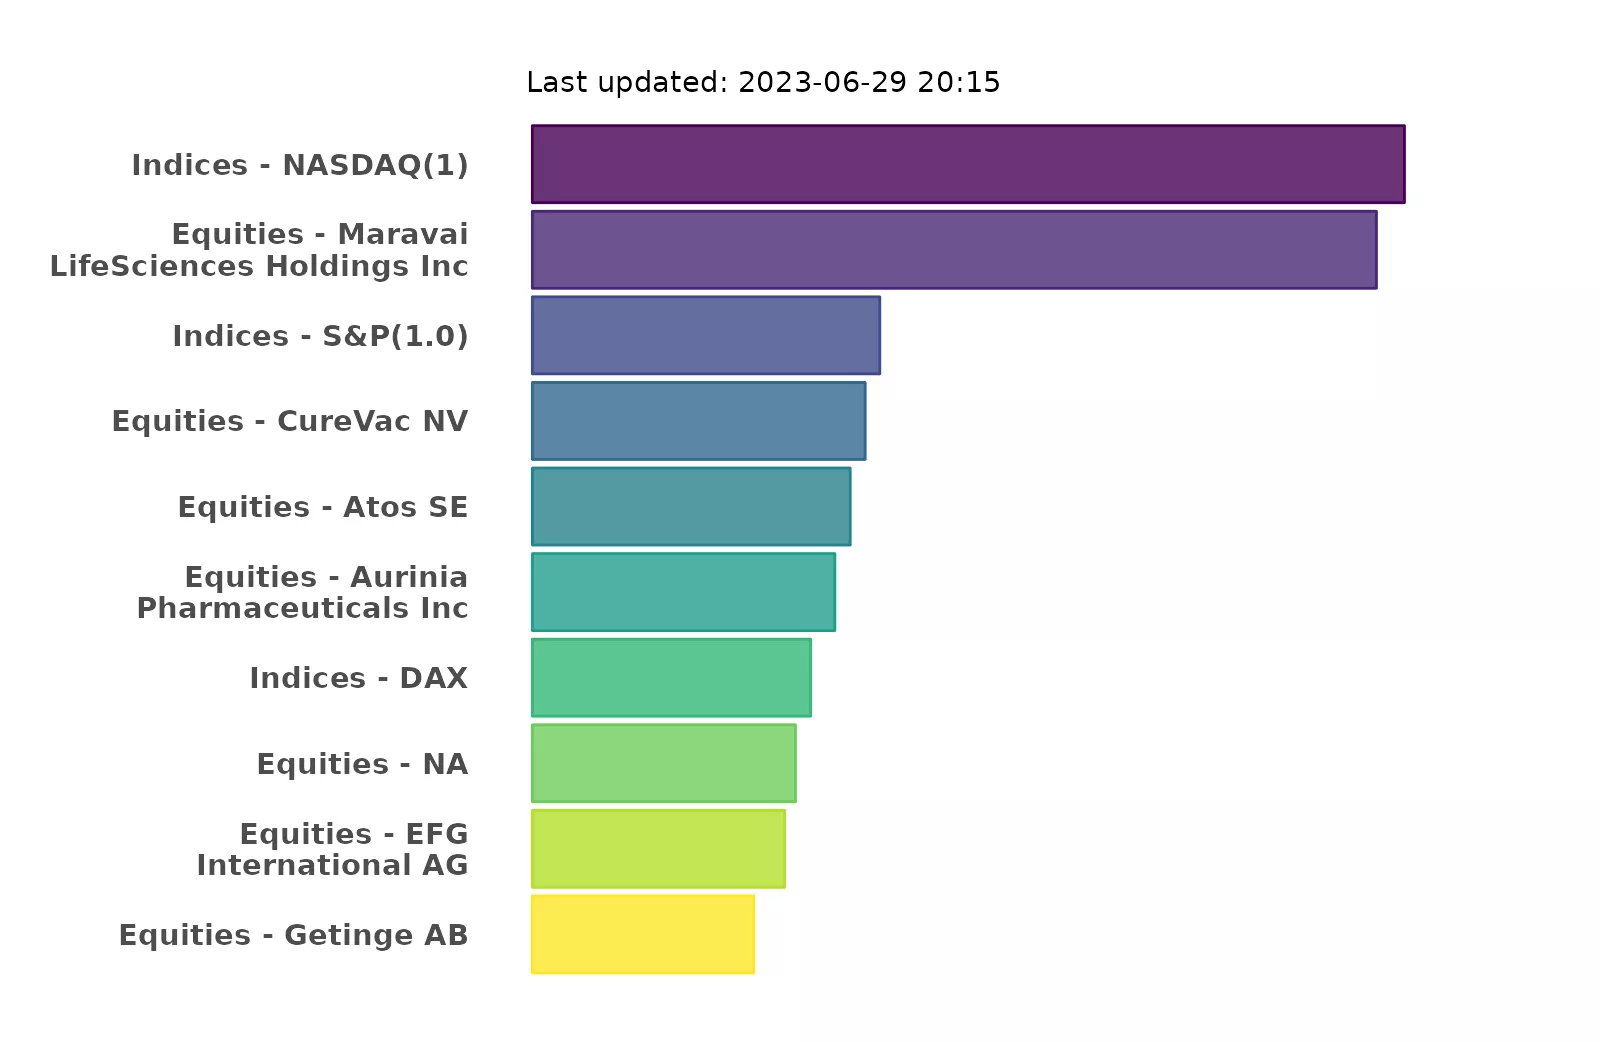 Last updated: 2023-06-29 20:15
Indices - NASDAQ(1)
Equities - Maravai
LifeSciences Holdings Inc
Indices - S&P(1.0)
Equities - CureVac NV
Equities - Atos SE
Equities - Aurinia
Pharmaceuticals Inc
Indices - DAX
Equities - NA
Equities - EFG
International AG
Equities - Getinge AB